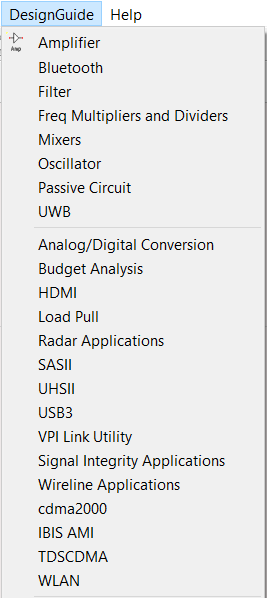 DesignGuide Help
Amplifier
Bluetooth
Filter
Freq Multipliers and Dividers
Mixers
Oscillator
Passive Circuit
UWB
Analog/Digital Conversion
Budget Analysis
HDMI
Load Pull
Radar Applications
SASII
UHSII
USB3
VPI Link Utility
Signal Integrity Applications
Wireline Applications
cdma2000
IBIS AMI
TDSCDMA
WLAN